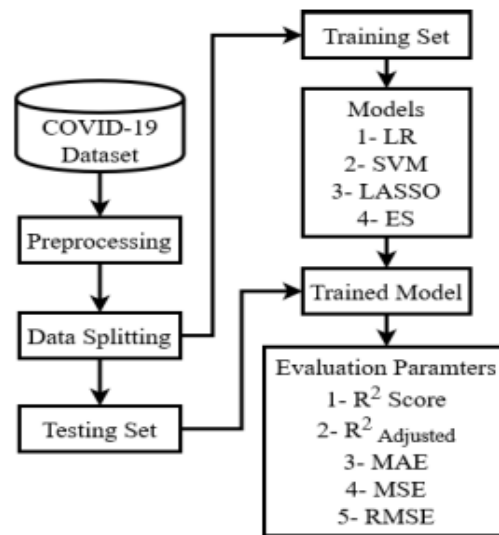 COVID-19
Dataset
Preprocessing
Data Splitting
Testing Set
Training Set
Models
1- LR
2- SVM
3- LASSO
4- ES
Trained Model
Evaluation Paramters
1- R² Score
2- R² Adjusted
3- MAE
4- MSE
5- RMSE